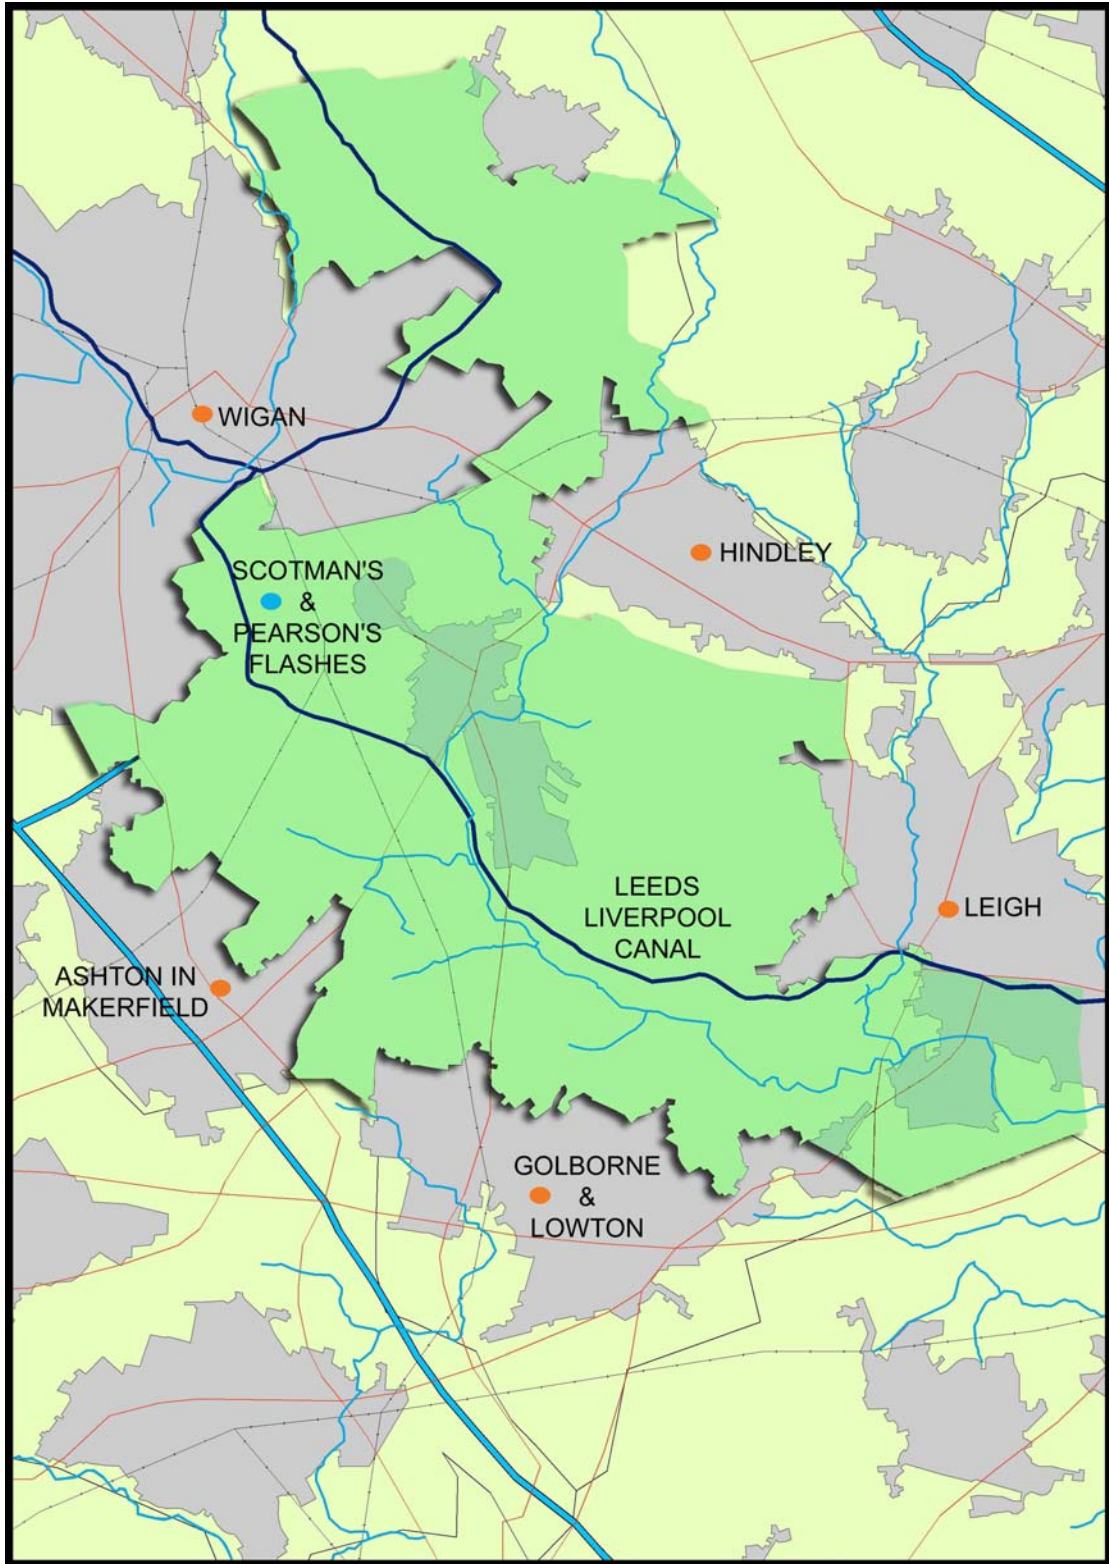 WIGAN
HINDLEY
SCOTMAN'S
&
PEARSON'S
FLASHES
LEEDS
LIVERPOOL
CANAL
LEIGH
ASHTON IN
MAKERFIELD
GOLBORNE
&
LOWTON